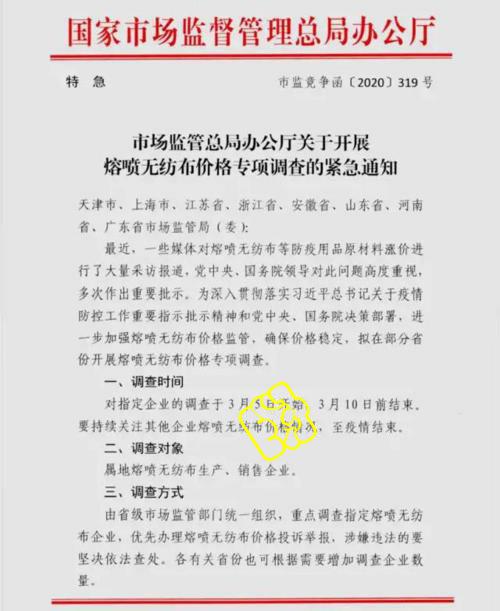 国家市场监督管理总局办公厅
特 急 市监竞争函〔2020〕319 号
市场监管总局办公厅关于开展
熔喷无纺布价格专项调查的紧急通知
天津市、上海市、江苏省、浙江省、安徽省、山东省、河南
省、广东省市场监管局（委）：
最近，一些媒体对熔喷无纺布等防疫用品原材料涨价进
行了大量采访报道，党中央、国务院领导对此问题高度重视，
多次作出重要批示。为深入贯彻落实习近平总书记关于疫情
防控工作重要指示批示精神和党中央、国务院决策部署，进
一步加强熔喷无纺布价格监管，确保价格稳定，拟在部分省
份开展熔喷无纺布价格专项调查。
一、调查时间
对指定企业的调查于 3 月 5 日开始，3 月 10 日前结束。
要持续关注其他企业熔喷无纺布价格情况，至疫情结束。
二、调查对象
属地熔喷无纺布生产、销售企业。
三、调查方式
由省级市场监管部门统一组织，重点调查指定熔喷无纺
布企业，优先办理熔喷无纺布价格投诉举报，涉嫌违法的要
坚决依法查处。各有关省份也可根据需要增加调查企业数
量。